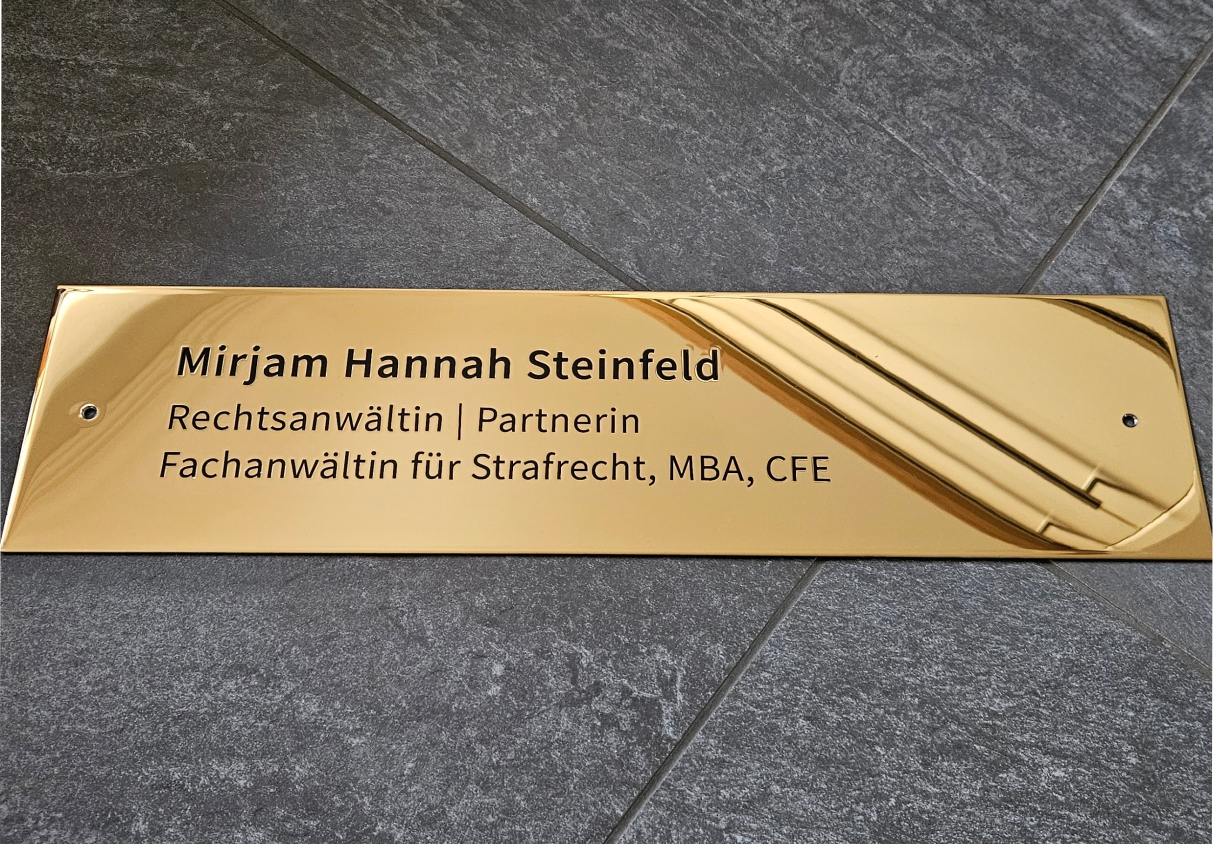 Mirjam Hannah Steinfeld
Rechtsanwältin | Partnerin
Fachanwältin für Strafrecht, MBA, CFE